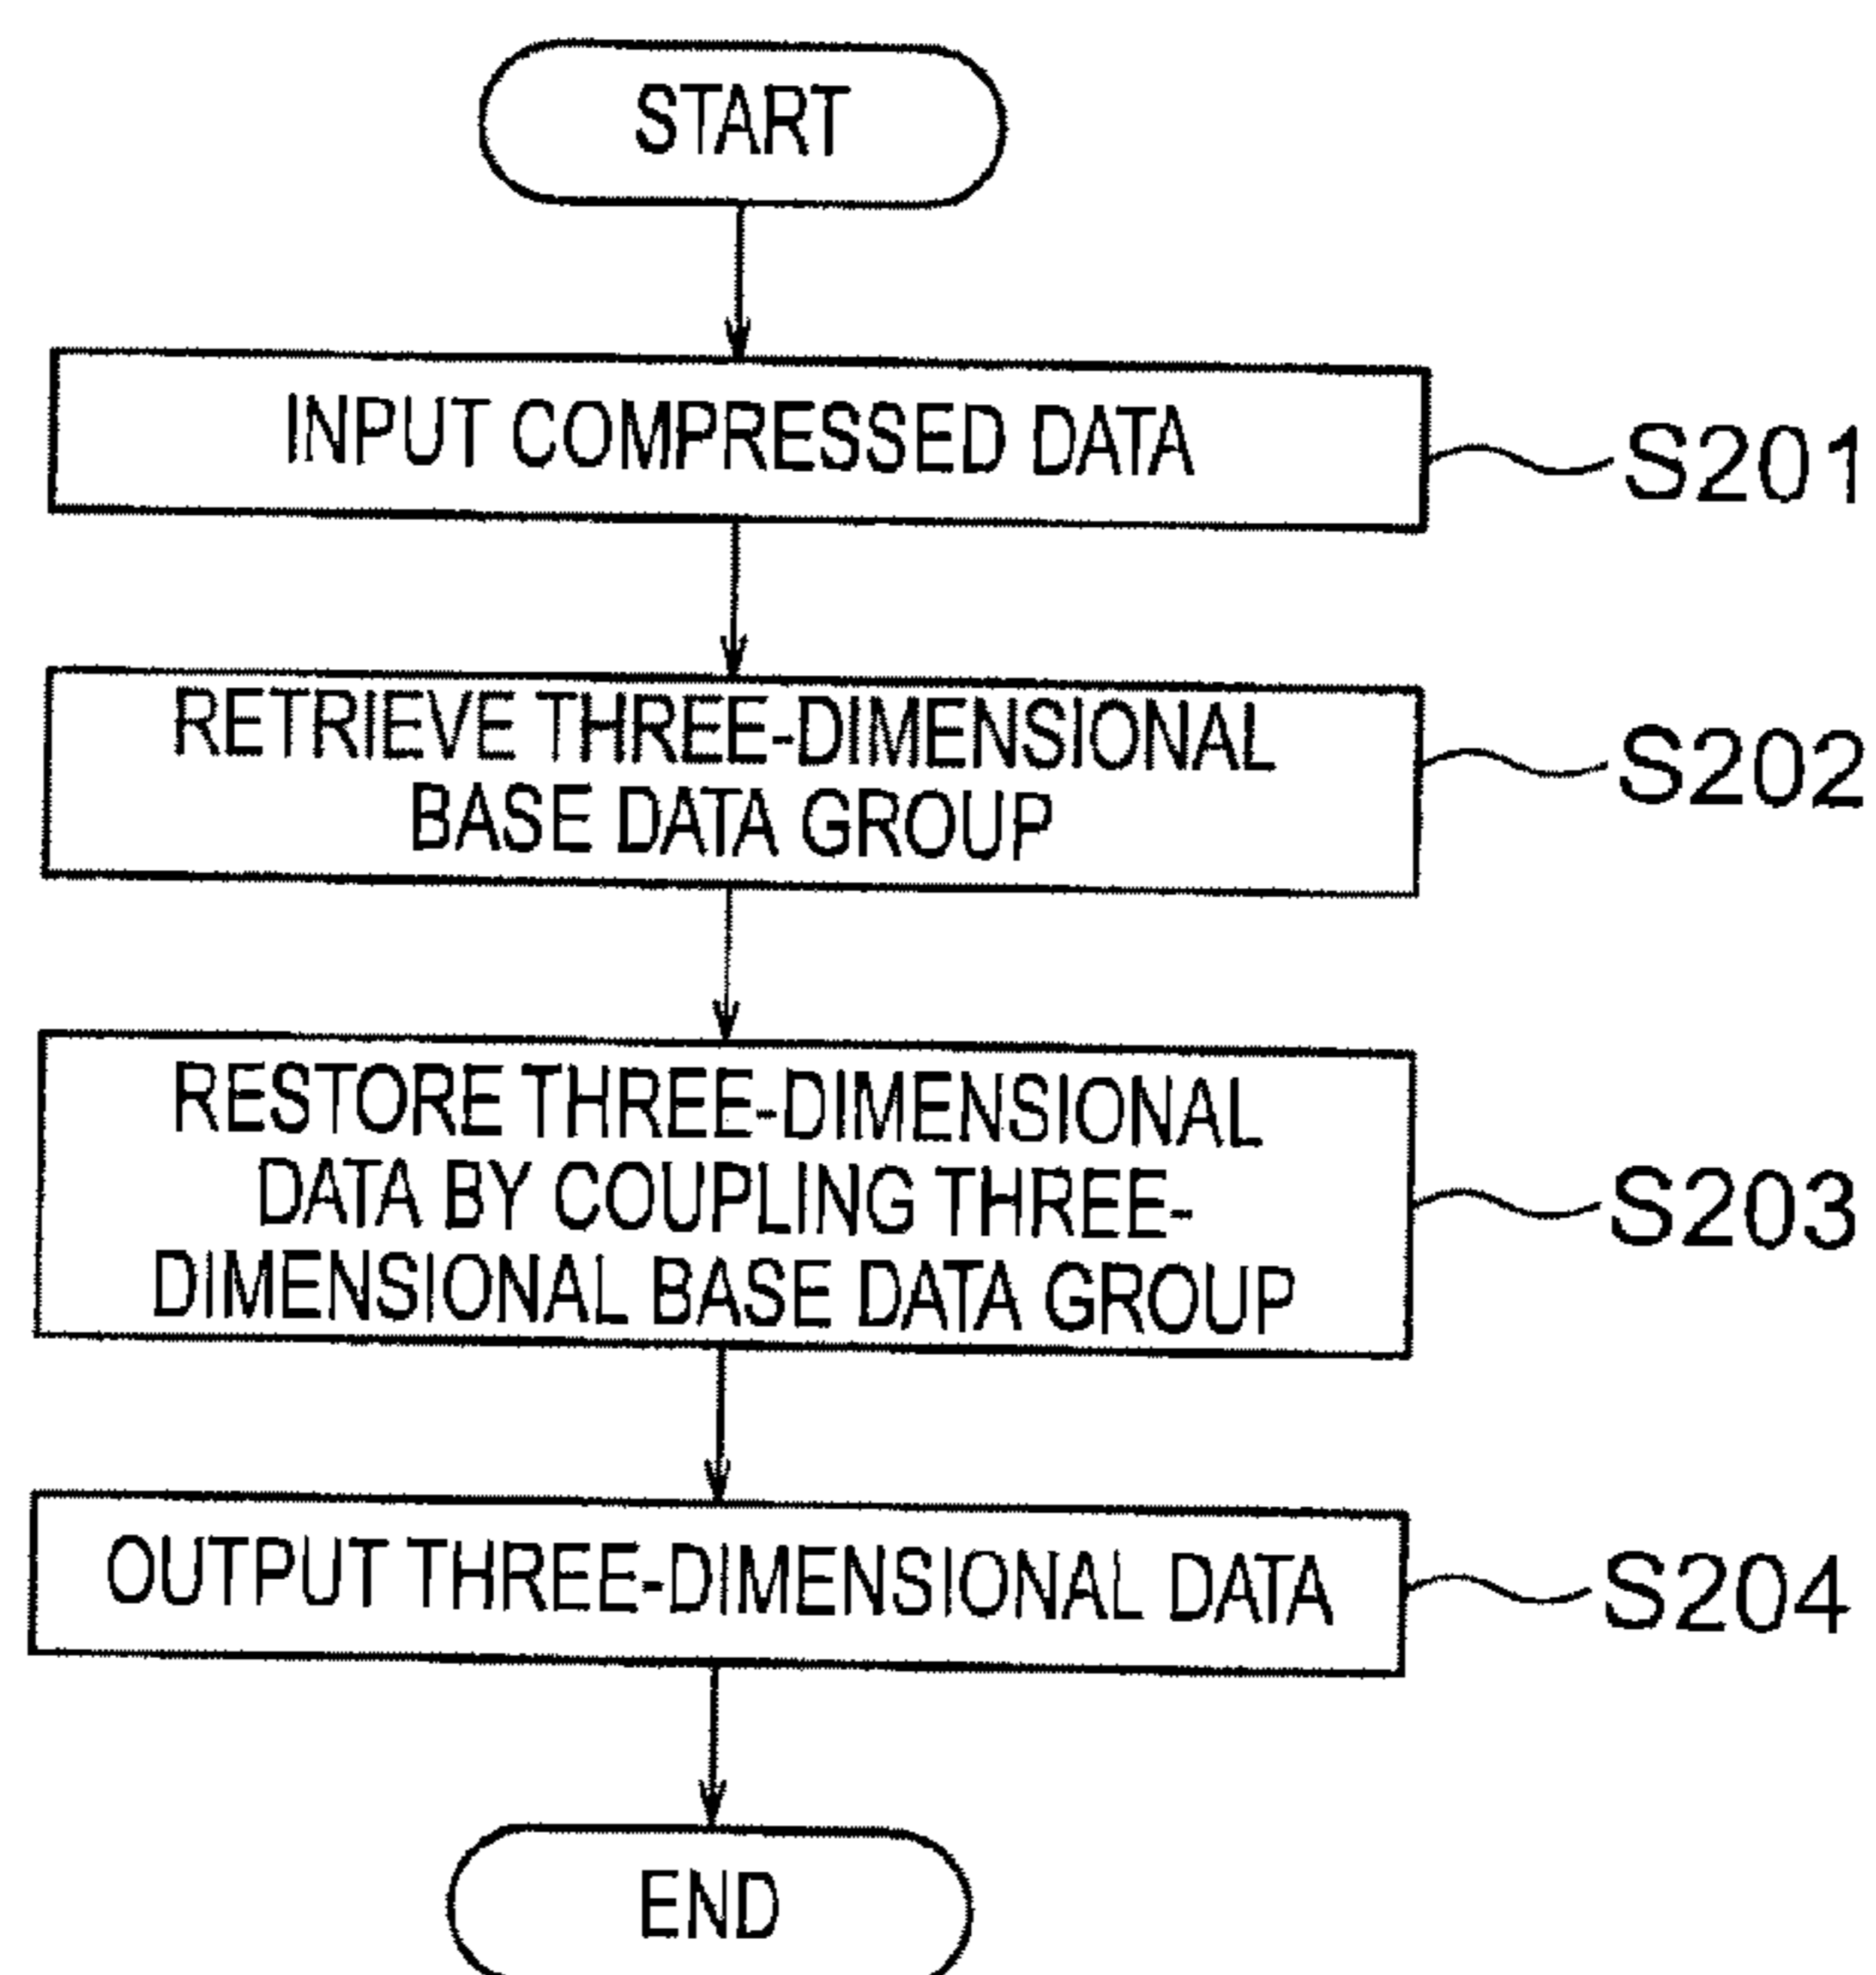 START
INPUT COMPRESSED DATA
S201
RETRIEVE THREE-DIMENSIONAL
BASE DATA GROUP
S202
RESTORE THREE-DIMENSIONAL
DATA BY COUPLING THREE-
DIMENSIONAL BASE DATA GROUP
S203
OUTPUT THREE-DIMENSIONAL DATA
S204
END